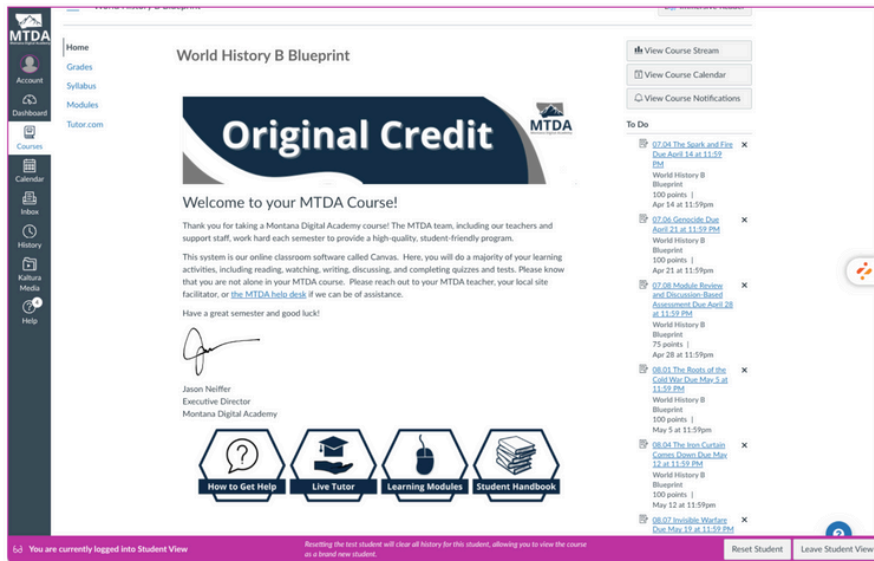 World History B Blueprint
Immersive Reader
MTDA
Montana Digital Academy
Account
Dashboard
Courses
Calendar
Inbox
History
Kaltura
Media
4
Help
Home
Grades
Syllabus
Modules
Tutor.com
World History B Blueprint
Original Credit
MTDA
Montana Digital Academy
Welcome to your MTDA Course!
Thank you for taking a Montana Digital Academy course! The MTDA team, including our teachers and
support staff, work hard each semester to provide a high-quality, student-friendly program.
This system is our online classroom software called Canvas. Here, you will do a majority of your learning
activities, including reading, watching, writing, discussing, and completing quizzes and tests. Please know
that you are not alone in your MTDA course. Please reach out to your MTDA teacher, your local site
facilitator, or the MTDA help desk if we can be of assistance.
Have a great semester and good luck!
Jason Neiffer
Executive Director
Montana Digital Academy
How to Get Help
Live Tutor
Learning Modules
Student Handbook
View Course Stream
View Course Calendar
View Course Notifications
To Do
07.04 The Spark and Fire
Due April 14 at 11:59
PM
World History B
Blueprint
100 points |
Apr 14 at 11:59pm
07.06 Genocide Due
April 21 at 11:59 PM
World History B
Blueprint
100 points |
Apr 21 at 11:59pm
07.08 Module Review
and Discussion-Based
Assessment Due April 28
at 11:59 PM
World History B
Blueprint
75 points |
Apr 28 at 11:59pm
08.01 The Roots of the
Cold War Due May 5 at
11:59 PM
World History B
Blueprint
100 points |
May 5 at 11:59pm
08.04 The Iron Curtain
Comes Down Due May
12 at 11:59 PM
World History B
Blueprint
100 points |
May 12 at 11:59pm
08.07 Invisible Warfare
Due May 19 at 11:59 PM
You are currently logged into Student View
Resetting the test student will clear all history for this student, allowing you to view the course
as a brand new student.
Reset Student
Leave Student View